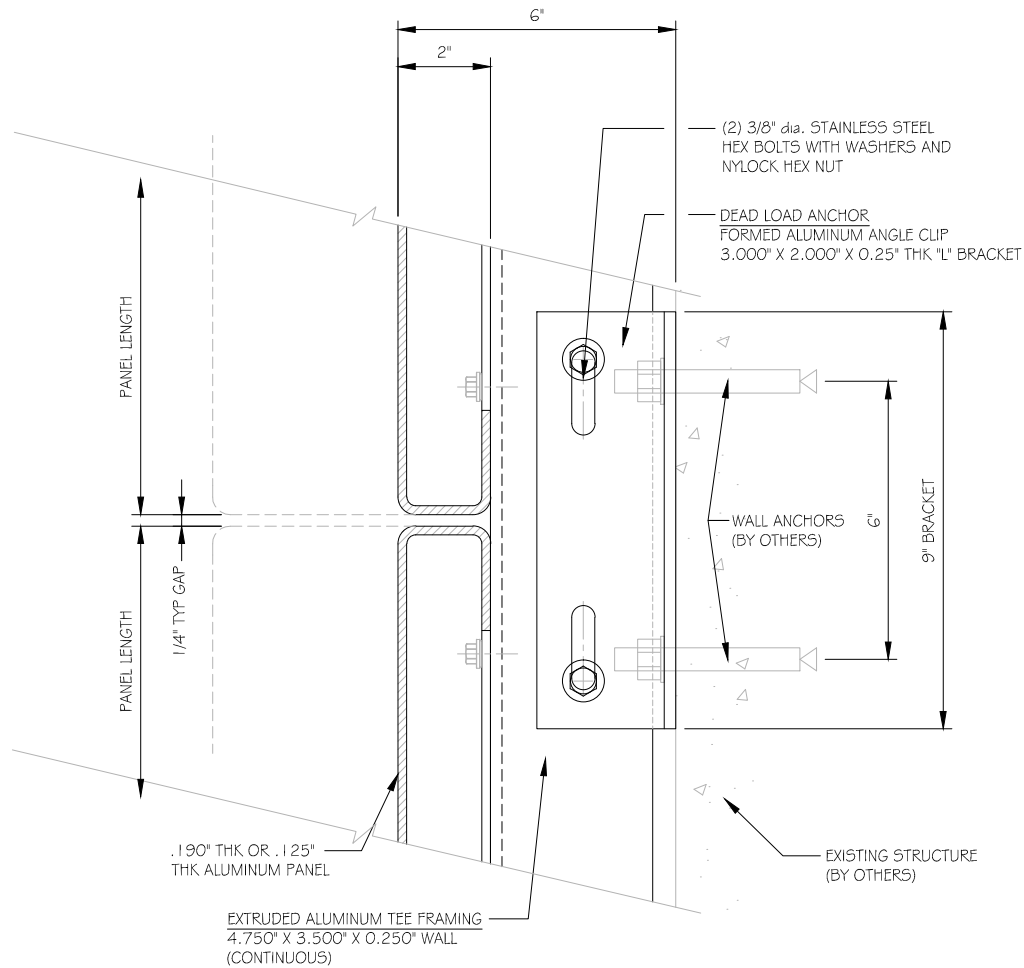 6"
2"
(2) 3/8" dia. STAINLESS STEEL
HEX BOLTS WITH WASHERS AND
NYLOCK HEX NUT
DEAD LOAD ANCHOR
FORMED ALUMINUM ANGLE CLIP
3.000" X 2.000" X 0.25" THK "L" BRACKET
PANEL LENGTH
1/4" TYP GAP
PANEL LENGTH
WALL ANCHORS
(BY OTHERS)
6"
9" BRACKET
.190" THK OR .125"
THK ALUMINUM PANEL
EXISTING STRUCTURE
(BY OTHERS)
EXTRUDED ALUMINUM TEE FRAMING
4.750" X 3.500" X 0.250" WALL
(CONTINUOUS)